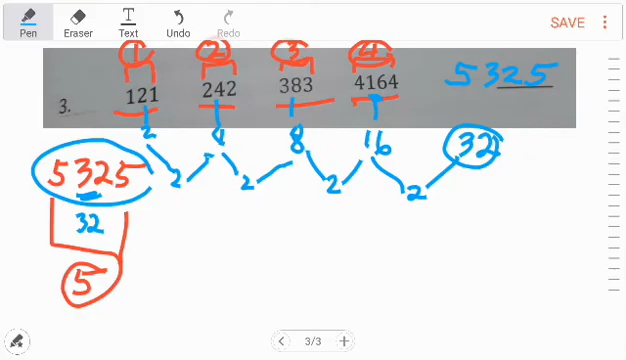 Pen
Eraser
Text
Undo
Redo
SAVE
1 2 3 4
3. 121 242 383 4164 5325
2 4 8 16 32
5325 2 2 2 2
32
5
3/3